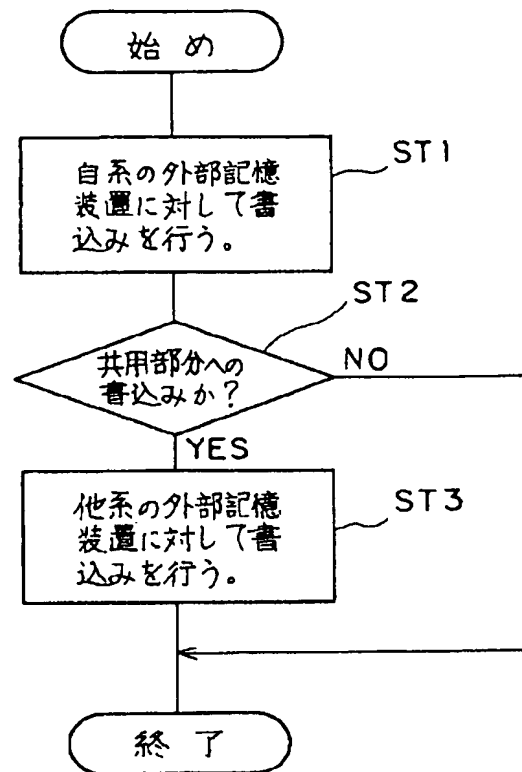 始め
自系の外部記憶
装置に対して書
込みを行う。
ST1
ST2
共用部分への
書込みか?
NO
YES
他系の外部記憶
装置に対して書
込みを行う。
ST3
終了